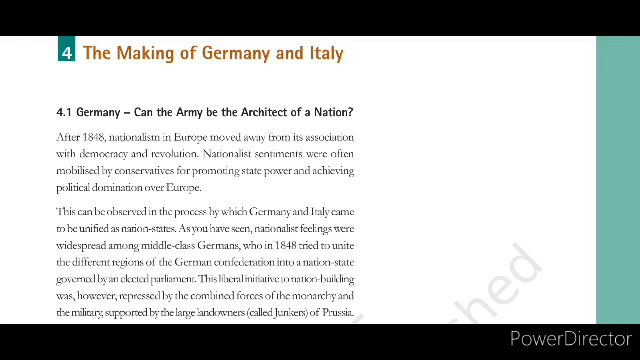 4 The Making of Germany and Italy
4.1 Germany – Can the Army be the Architect of a Nation?
After 1848, nationalism in Europe moved away from its association
with democracy and revolution. Nationalist sentiments were often
mobilised by conservatives for promoting state power and achieving
political domination over Europe.
This can be observed in the process by which Germany and Italy came
to be unified as nation-states. As you have seen, nationalist feelings were
widespread among middle-class Germans, who in 1848 tried to unite
the different regions of the German confederation into a nation-state
governed by an elected parliament. This liberal initiative to nation-building
was, however, repressed by the combined forces of the monarchy and
the military, supported by the large landowners (called Junkers) of Prussia.
PowerDirector